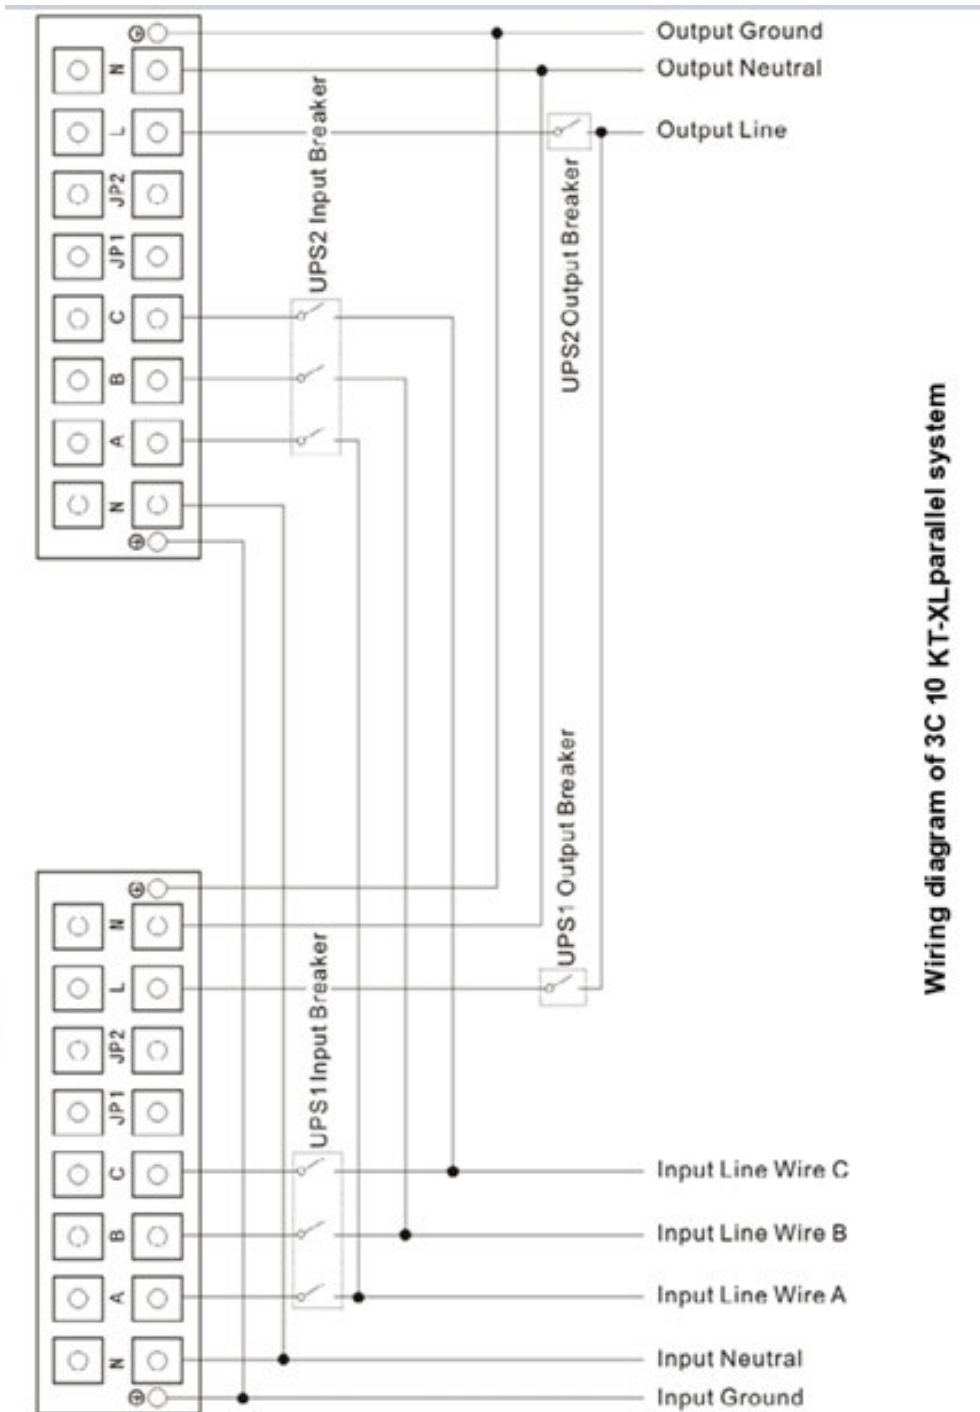 Output Ground
N
Output Neutral
L
Output Line
JP2
JP1
C
B
A
N
UPS2 Input Breaker
UPS2 Output Breaker
Wiring diagram of 3C 10 KT-XLparallel system
UPS1 Output Breaker
UPS1 Input Breaker
N
L
JP2
JP1
C
Input Line Wire C
B
Input Line Wire B
A
Input Line Wire A
N
Input Neutral
Input Ground